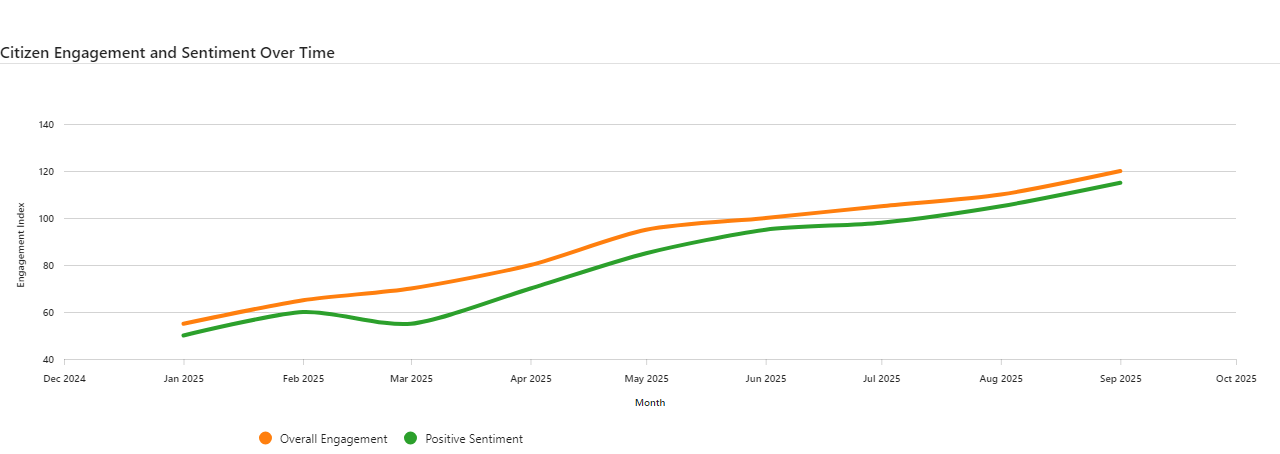 Citizen Engagement and Sentiment Over Time
140
120
100
80
60
40
Engagement Index
Dec 2024 Jan 2025 Feb 2025 Mar 2025 Apr 2025 May 2025 Jun 2025 Jul 2025 Aug 2025 Sep 2025 Oct 2025
Month
Overall Engagement Positive Sentiment